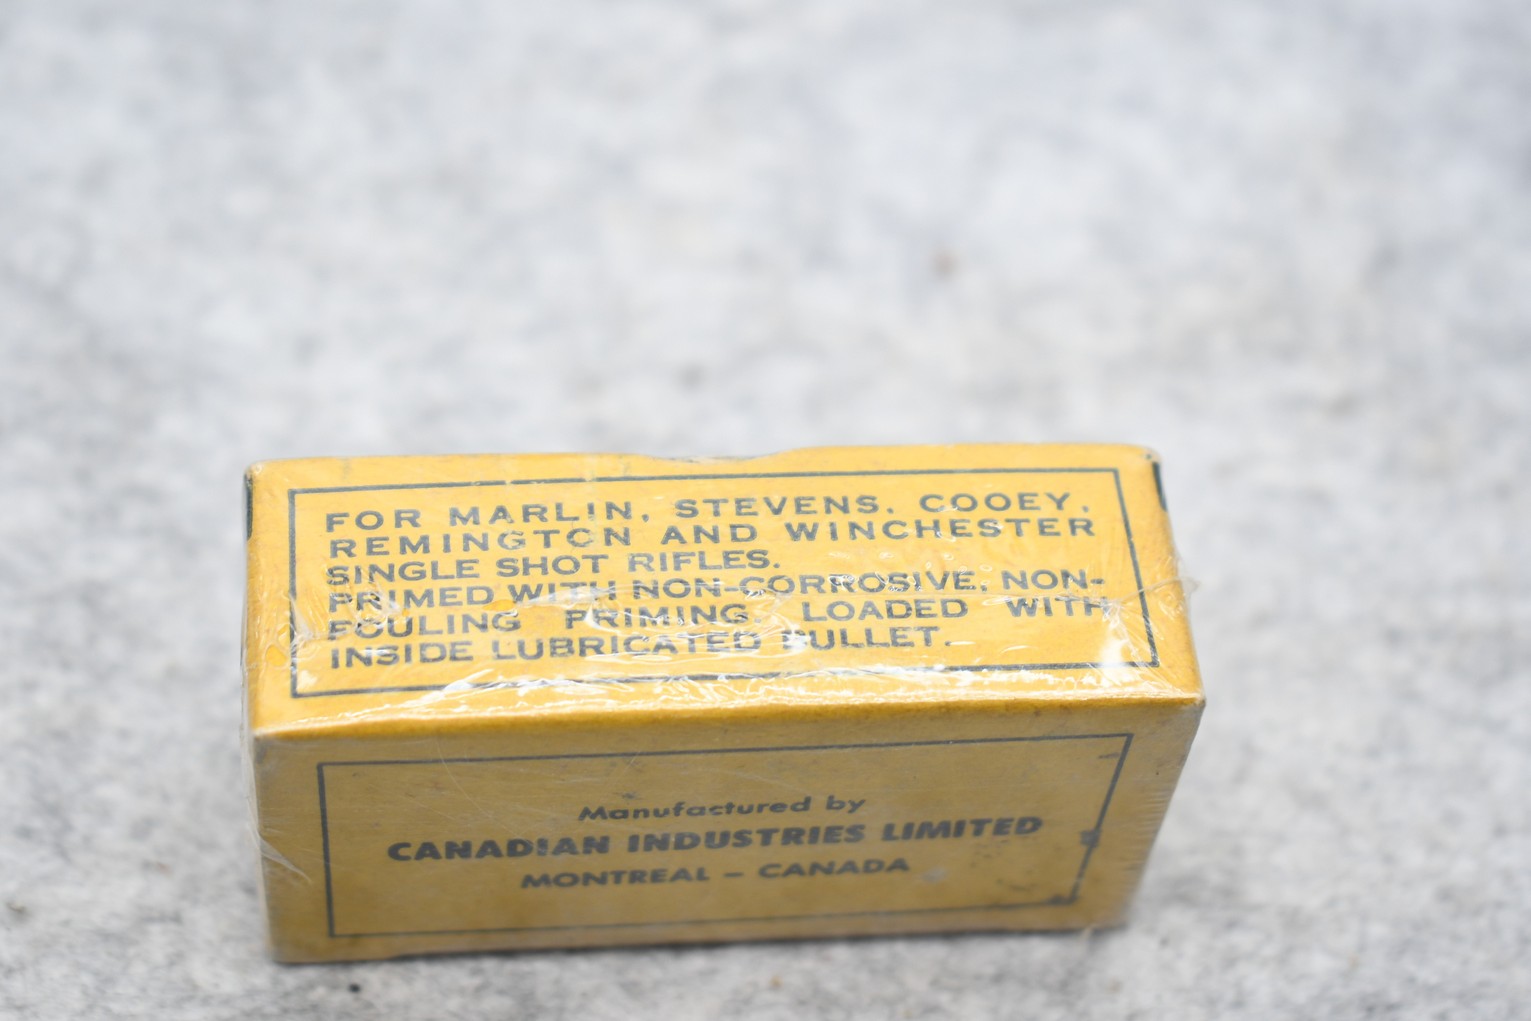 FOR MARLIN, STEVENS, COOEY,
REMINGTON AND WINCHESTER
SINGLE SHOT RIFLES.
PRIMED WITH NON-CORROSIVE, NON-
FOULING PRIMING. LOADED WITH
INSIDE LUBRICATED BULLET.
Manufactured by
CANADIAN INDUSTRIES LIMITED
MONTREAL – CANADA